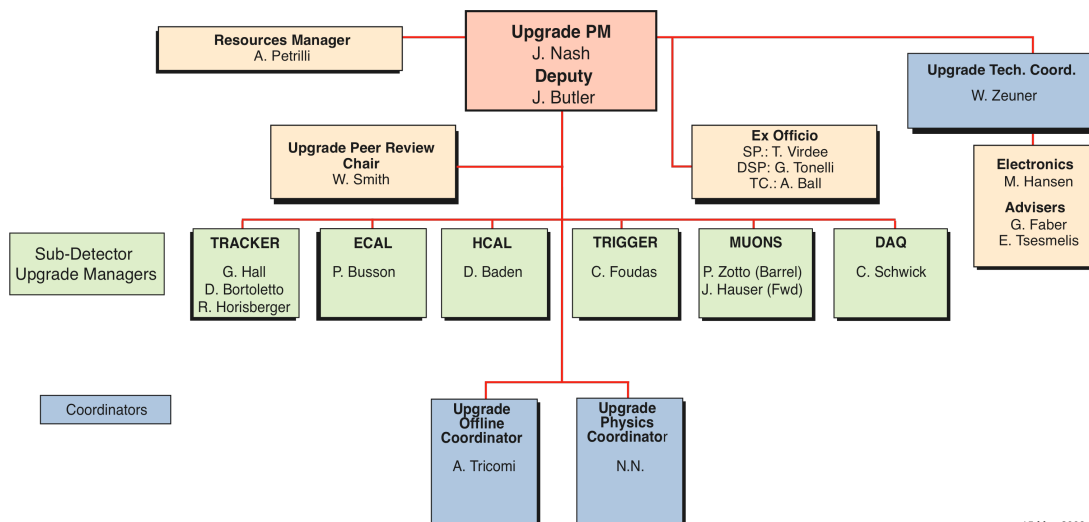 Upgrade PM
J. Nash
Deputy
J. Butler
Resources Manager
A. Petrilli
Upgrade Tech. Coord.
W. Zeuner
Upgrade Peer Review
Chair
W. Smith
Ex Officio
SP.: T. Virdee
DSP: G. Tonelli
TC.: A. Ball
Electronics
M. Hansen
Advisers
G. Faber
E. Tsesmelis
Sub-Detector
Upgrade Managers
TRACKER
G. Hall
D. Bortoletto
R. Horisberger
ECAL
P. Busson
HCAL
D. Baden
TRIGGER
C. Foudas
MUONS
P. Zotto (Barrel)
J. Hauser (Fwd)
DAQ
C. Schwick
Coordinators
Upgrade
Offline
Coordinator
A. Tricomi
Upgrade
Physics
Coordinator
N.N.